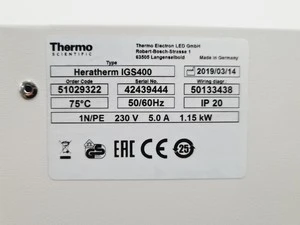 Thermo
SCIENTIFIC
Thermo Electron LED GmbH
Robert-Bosch-Strasse 1
63505 Langenselbold
Made in Germany
Type
Heratherm IGS400
2019/03/14
Order Code
Serial No.
Wiring diagr.
51029322
42439444
50133438
75°C
50/60Hz
IP 20
1N/PE 230 V 5.0 A 1.15 kW
GS
EAC
25